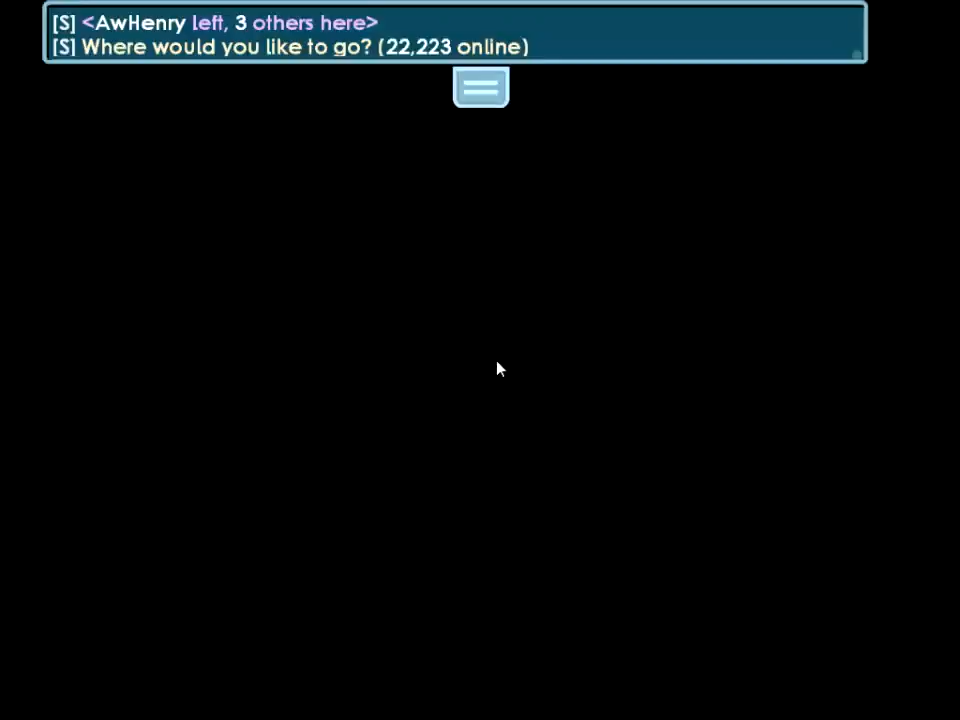 [S] <AwHenry left, 3 others here>
[S] Where would you like to go? (22,223 online)